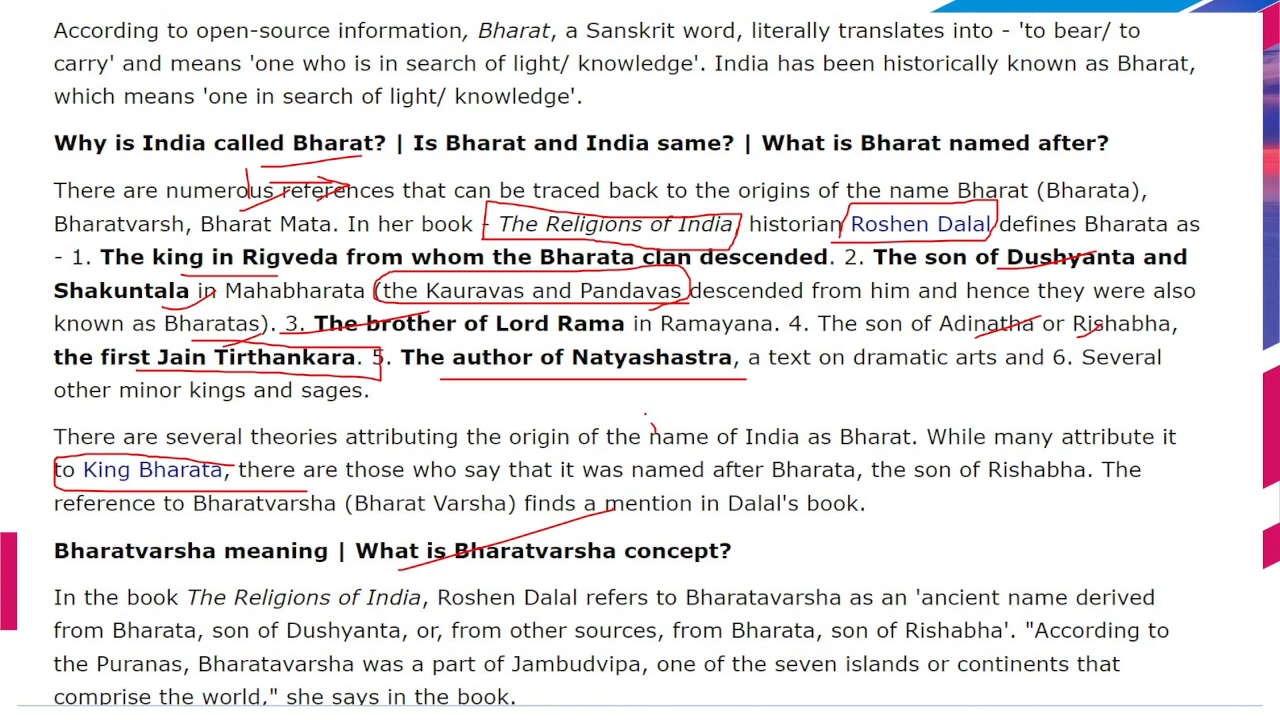 According to open-source information, Bharat, a Sanskrit word, literally translates into - 'to bear/ to
carry' and means 'one who is in search of light/ knowledge'. India has been historically known as Bharat,
which means 'one in search of light/ knowledge'.
Why is India called Bharat? | Is Bharat and India same? | What is Bharat named after?
There are numerous references that can be traced back to the origins of the name Bharat (Bharata),
Bharatvarsh, Bharat Mata. In her book - The Religions of India, historian Roshen Dalal defines Bharata as
- 1. The king in Rigveda from whom the Bharata clan descended. 2. The son of Dushyanta and
Shakuntala in Mahabharata (the Kauravas and Pandavas descended from him and hence they were also
known as Bharatas). 3. The brother of Lord Rama in Ramayana. 4. The son of Adinatha or Rishabha,
the first Jain Tirthankara. 5. The author of Natyashastra, a text on dramatic arts and 6. Several
other minor kings and sages.
There are several theories attributing the origin of the name of India as Bharat. While many attribute it
to King Bharata, there are those who say that it was named after Bharata, the son of Rishabha. The
reference to Bharatvarsha (Bharat Varsha) finds a mention in Dalal's book.
Bharatvarsha meaning | What is Bharatvarsha concept?
In the book The Religions of India, Roshen Dalal refers to Bharatavarsha as an 'ancient name derived
from Bharata, son of Dushyanta, or, from other sources, from Bharata, son of Rishabha'. "According to
the Puranas, Bharatavarsha was a part of Jambudvipa, one of the seven islands or continents that
comprise the world," she says in the book.